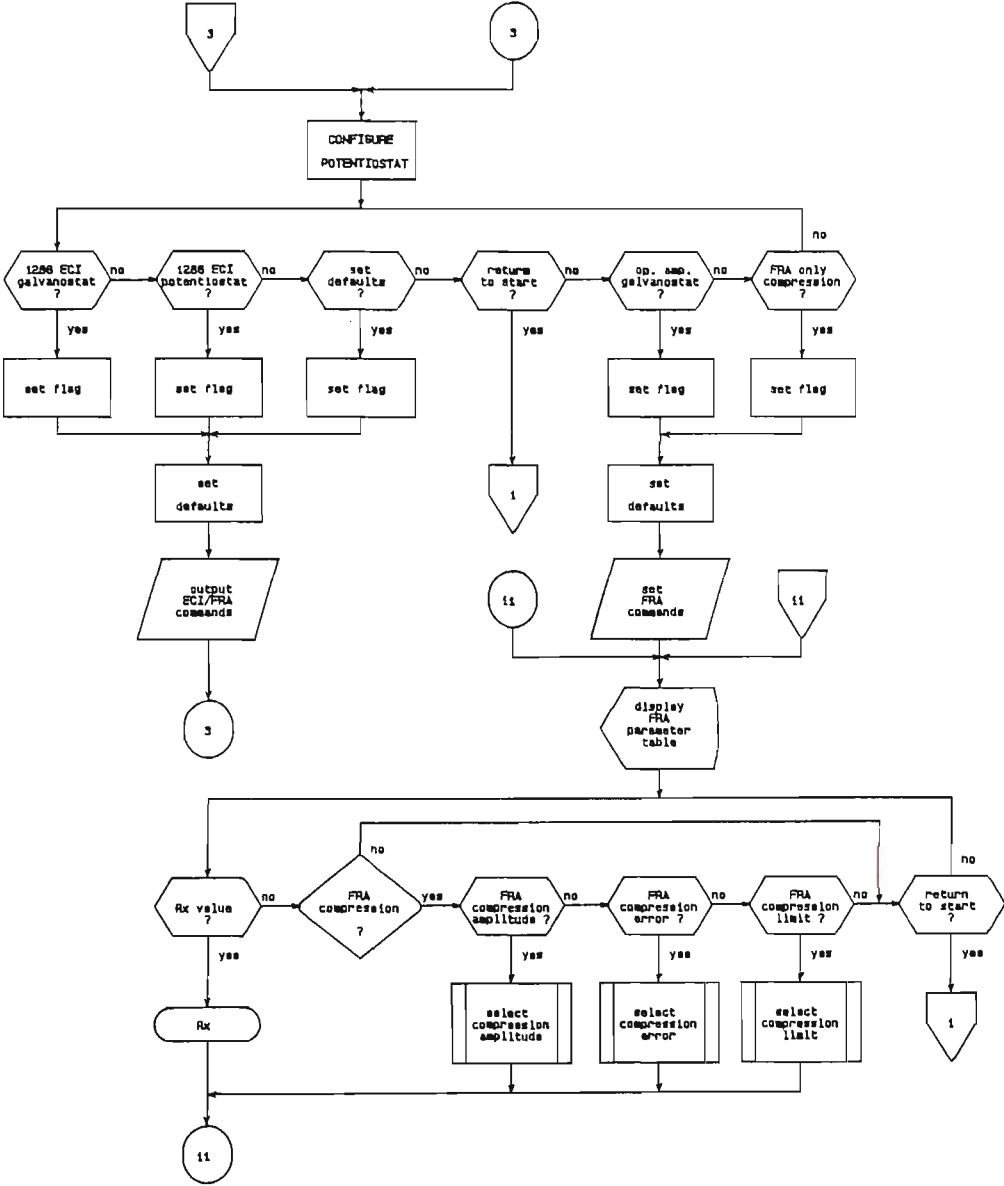 3
3
CONFIGURE
POTENTIOSTAT
no
1286 ECI
galvanostat
?
no
1286 ECI
potentiostat
?
no
set
defaults
?
no
return
to start
?
no
op. amp.
galvanostat
?
no
FRA only
compression
?
yes
yes
yes
yes
yes
yes
set flag
set flag
set flag
set flag
set flag
set
defaults
1
set
defaults
output
ECI/FRA
commands
11
set
FRA
commands
11
3
display
FRA
parameter
table
no
no
Rx value
?
no
FRA
compression
?
yes
FRA
compression
amplitude ?
no
FRA
compression
error ?
no
FRA
compression
limit ?
no
return
to start
?
yes
yes
yes
yes
yes
Rx
select
compression
amplitude
select
compression
error
select
compression
limit
1
11